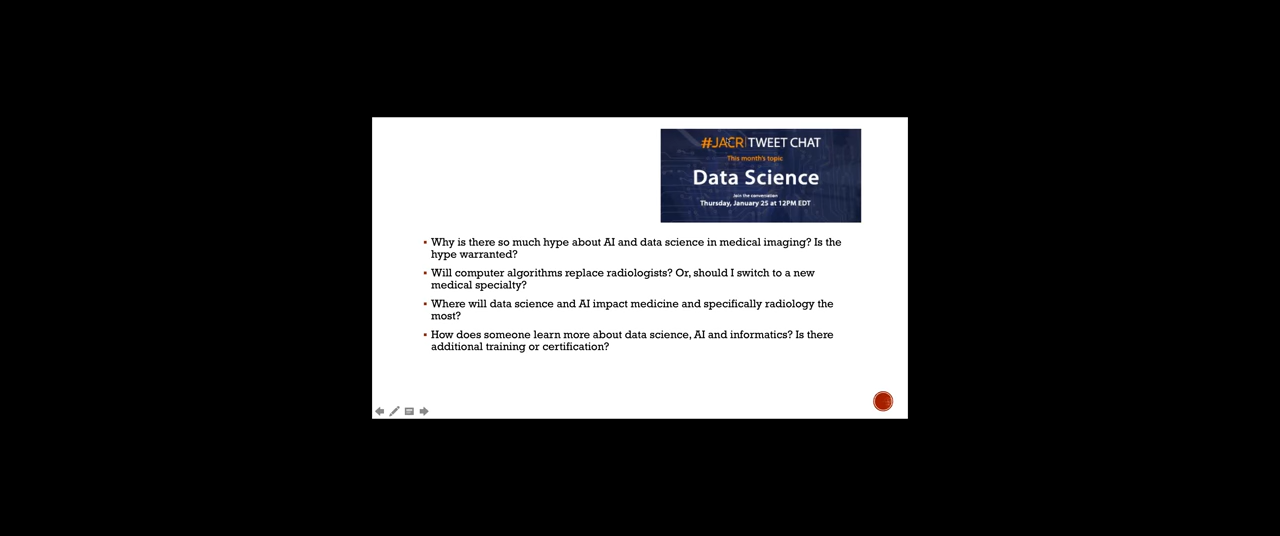 #JACR TWEET CHAT
This month's topic
Data Science
Join the conversation
Thursday, January 25 at 12PM EDT
▪ Why is there so much hype about AI and data science in medical imaging? Is the
hype warranted?
▪ Will computer algorithms replace radiologists? Or, should I switch to a new
medical specialty?
▪ Where will data science and AI impact medicine and specifically radiology the
most?
▪ How does someone learn more about data science, AI and informatics? Is there
additional training or certification?